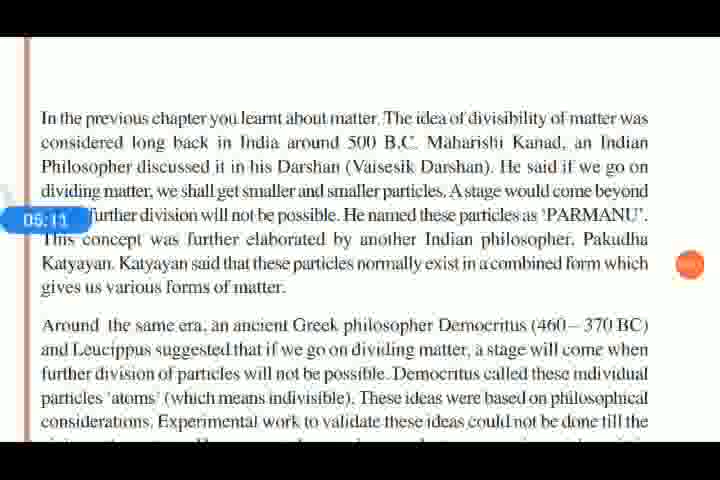 In the previous chapter you learnt about matter. The idea of divisibility of matter was
considered long back in India around 500 B.C. Maharishi Kanad, an Indian
Philosopher discussed it in his Darshan (Vaisesik Darshan). He said if we go on
dividing matter, we shall get smaller and smaller particles. A stage would come beyond
05:11 further division will not be possible. He named these particles as 'PARMANU'.
This concept was further elaborated by another Indian philosopher, Pakudha
Katyayan. Katyayan said that these particles normally exist in a combined form which
gives us various forms of matter.
Around the same era, an ancient Greek philosopher Democritus (460 – 370 BC)
and Leucippus suggested that if we go on dividing matter, a stage will come when
further division of particles will not be possible. Democritus called these individual
particles 'atoms' (which means indivisible). These ideas were based on philosophical
considerations. Experimental work to validate these ideas could not be done till the